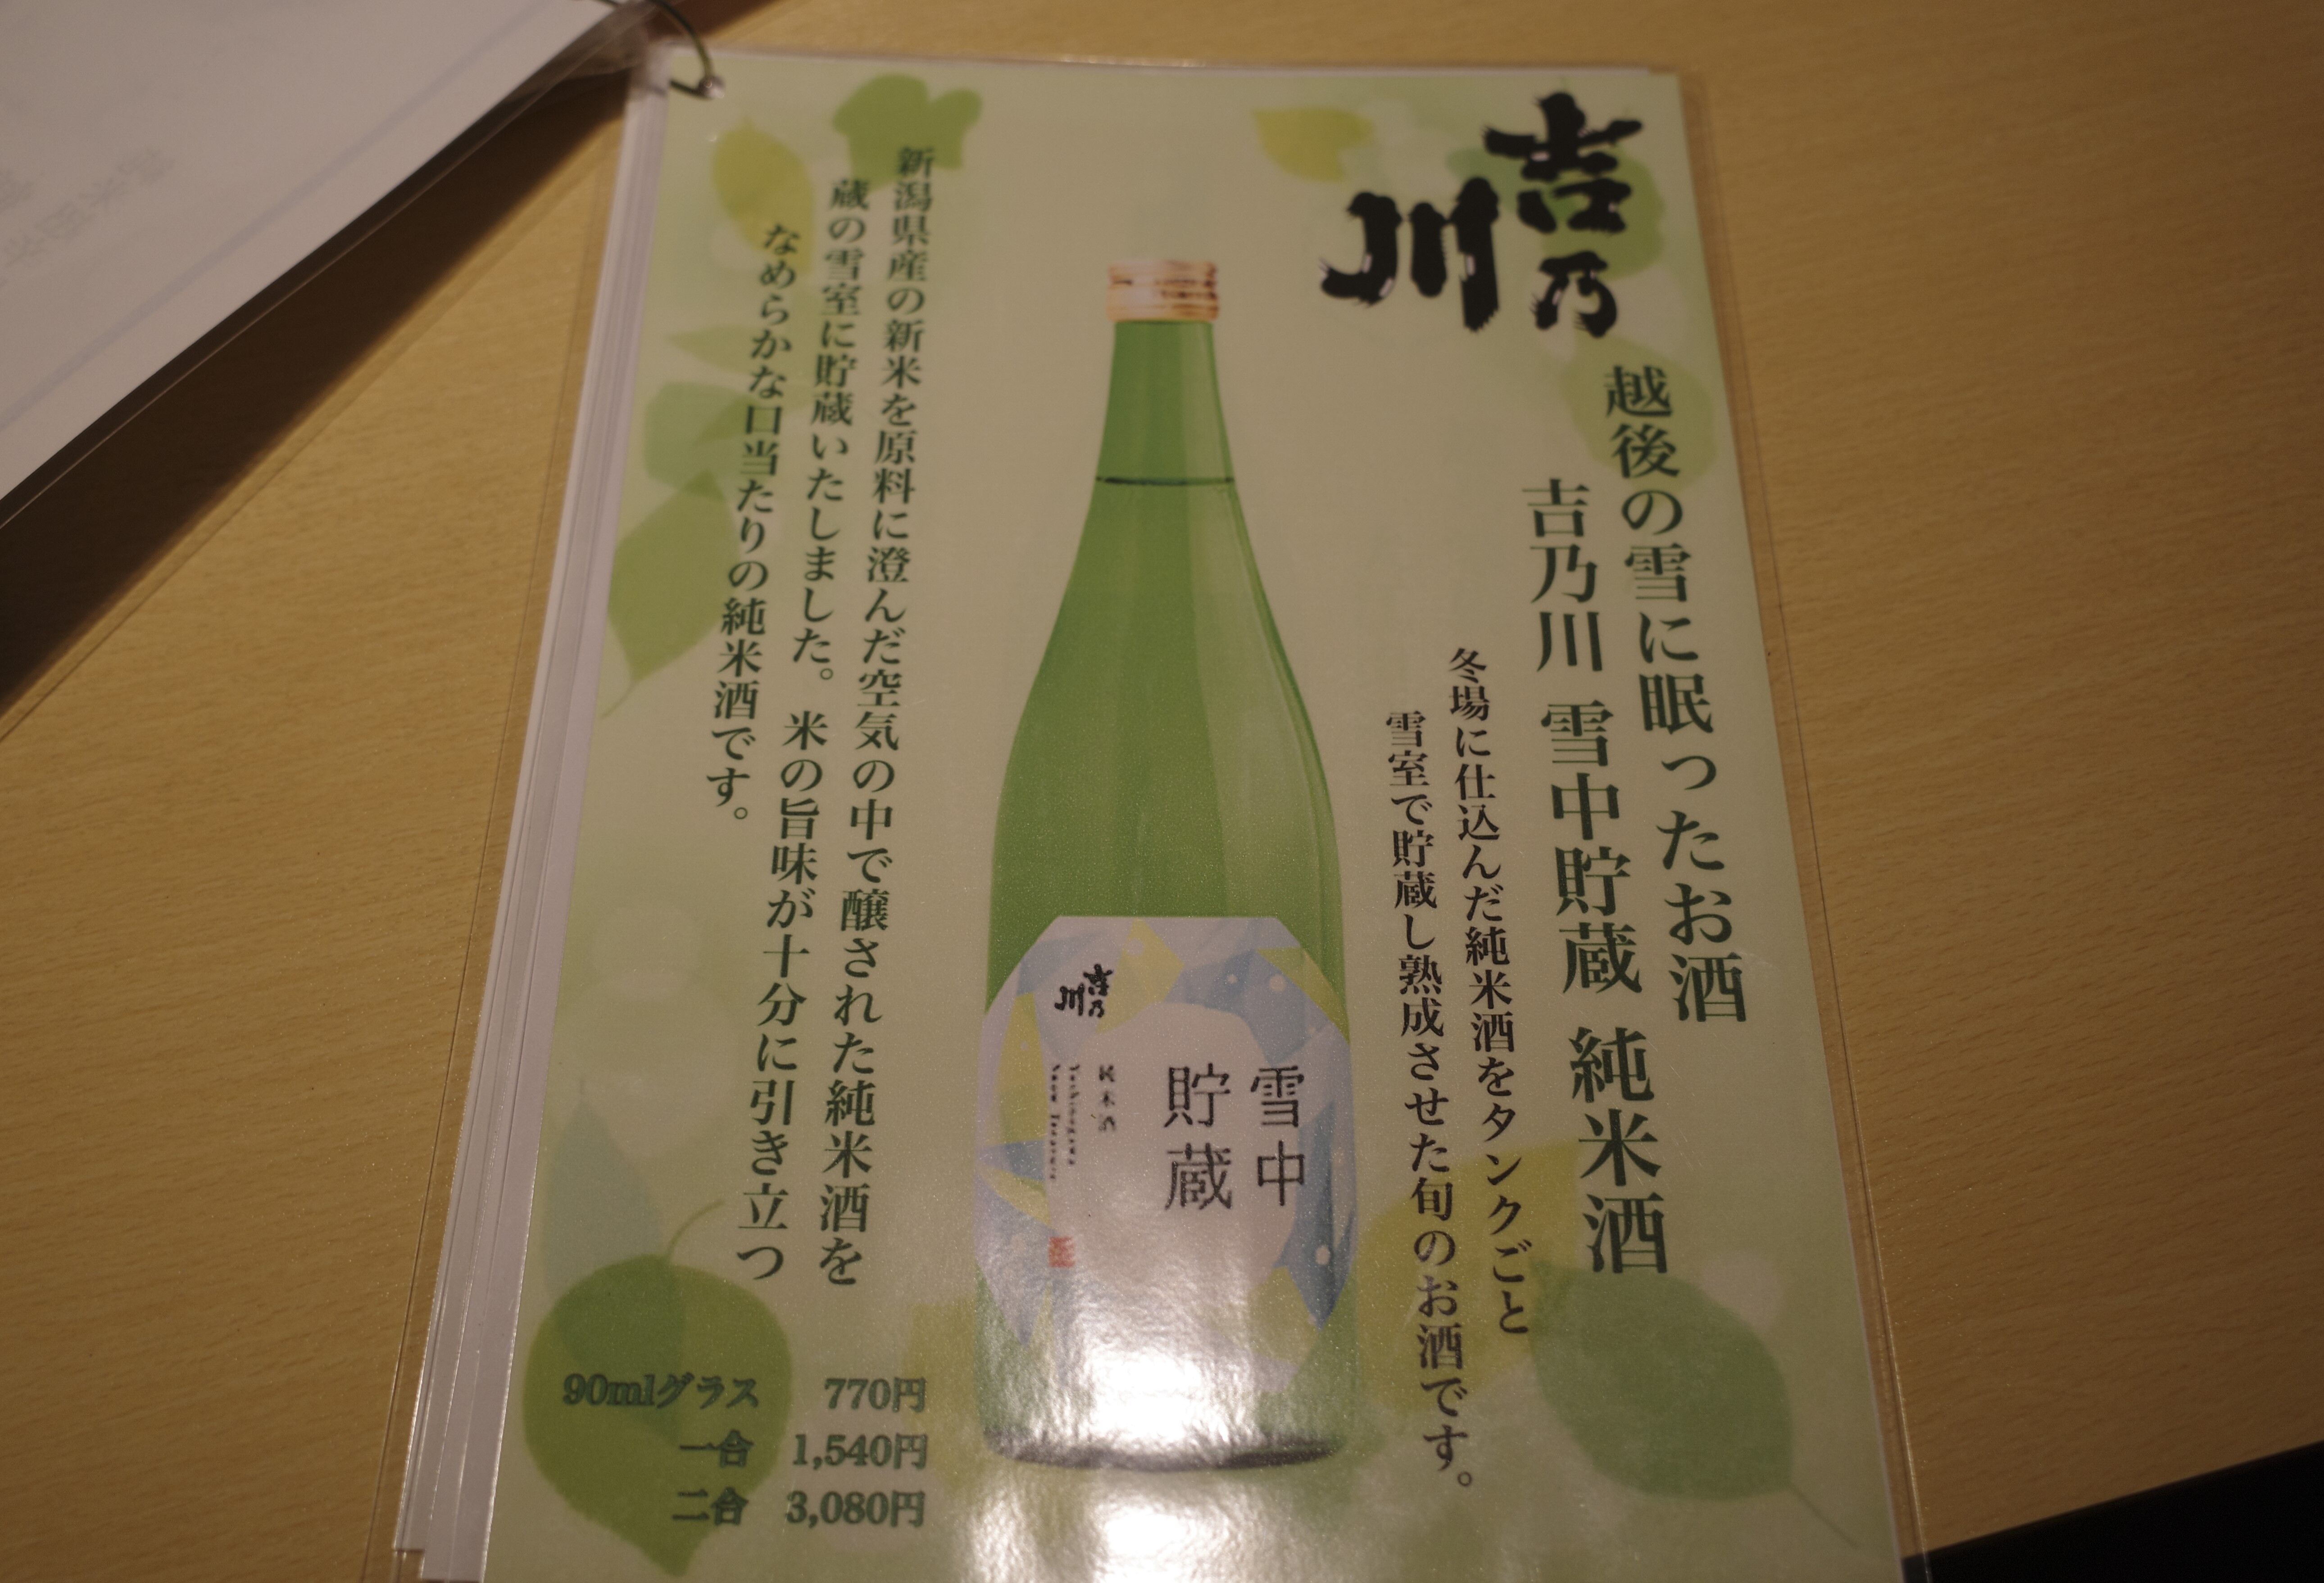 吉乃川
越後の雪に眠ったお酒
吉乃川 雪中貯蔵 純米酒
冬場に仕込んだ純米酒をタンクごと
雪室で貯蔵し熟成させた旬のお酒です。
吉乃川
雪中
貯蔵
純米酒
新潟県産の新米を原料に澄んだ空気の中で醸された純米酒を
蔵の雪室に貯蔵いたしました。米の旨味が十分に引き立つ
なめらかな口当たりの純米酒です。
90mlグラス 770円
一合 1,540円
二合 3,080円